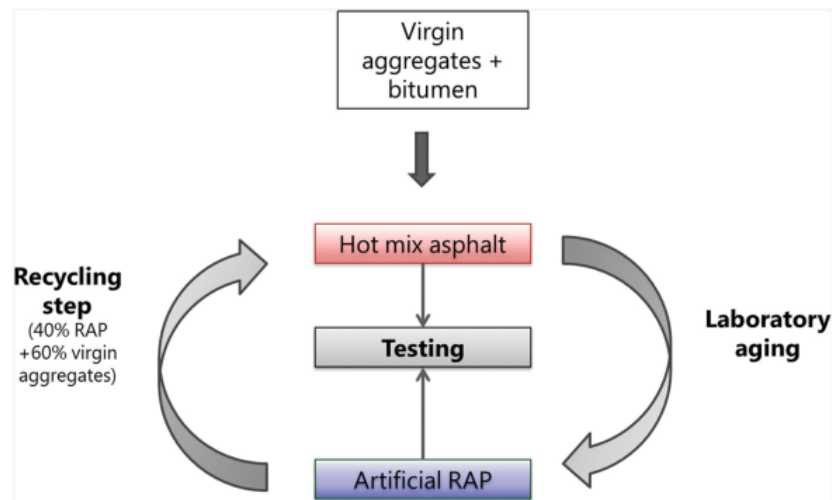 Virgin
aggregates +
bitumen
Hot mix asphalt
Recycling
step
(40% RAP
+60% virgin
aggregates)
Testing
Laboratory
aging
Artificial RAP